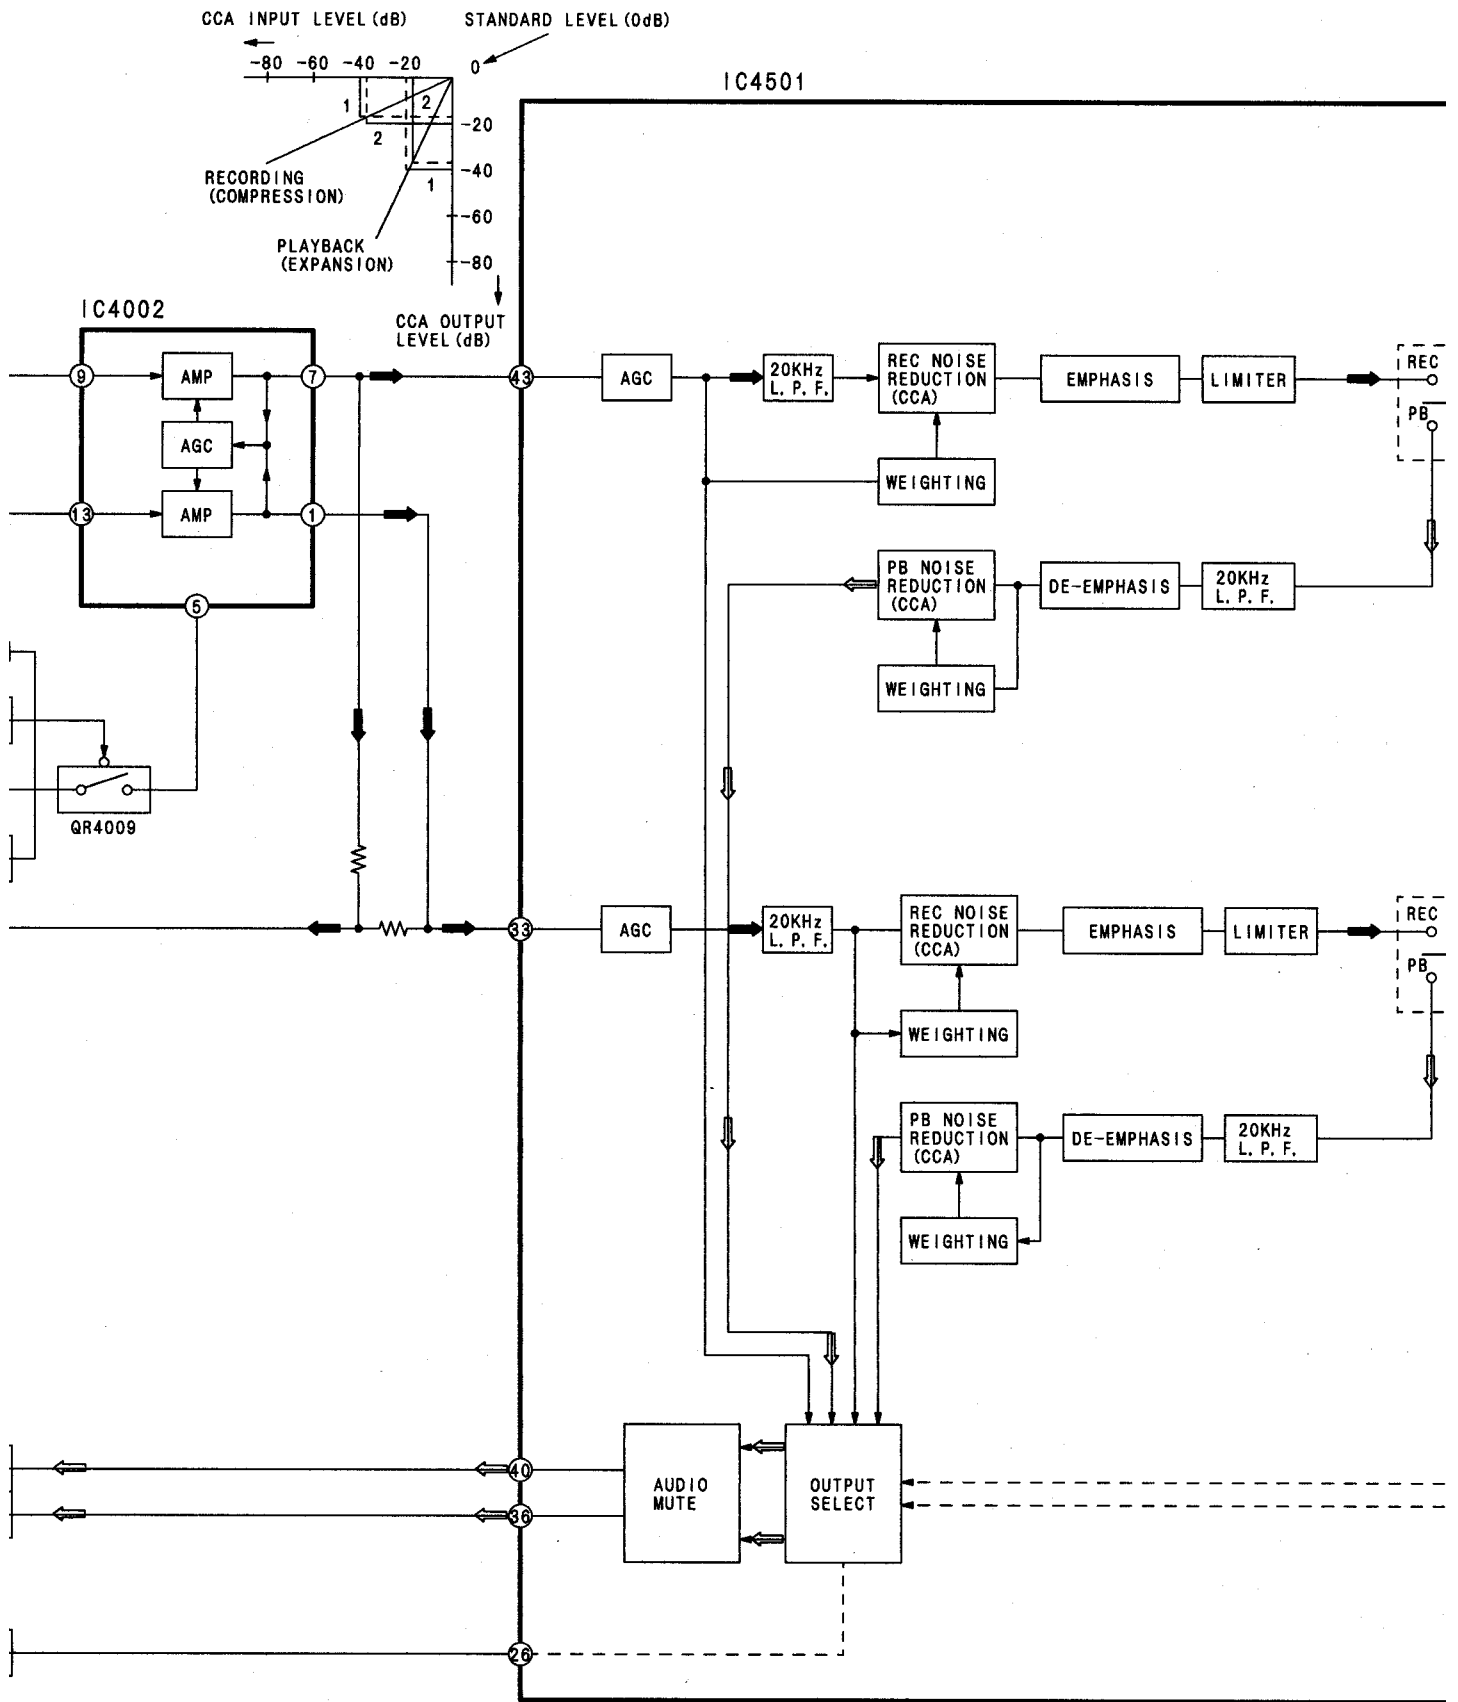 CCA INPUT LEVEL (dB)
STANDARD LEVEL (0dB)
-80 -60 -40 -20
0
IC4501
1
2
-20
2
-40
1
RECORDING
(COMPRESSION)
-60
PLAYBACK
(EXPANSION)
-80
IC4002
CCA OUTPUT
LEVEL (dB)
9
AMP
7
43
AGC
20KHz
L. P. F.
REC NOISE
REDUCTION
(CCA)
EMPHASIS
LIMITER
REC
PB
AGC
WEIGHTING
13
AMP
1
PB NOISE
REDUCTION
(CCA)
DE-EMPHASIS
20KHz
L. P. F.
5
WEIGHTING
QR4009
33
AGC
20KHz
L. P. F.
REC NOISE
REDUCTION
(CCA)
EMPHASIS
LIMITER
REC
PB
WEIGHTING
PB NOISE
REDUCTION
(CCA)
DE-EMPHASIS
20KHz
L. P. F.
WEIGHTING
40
36
AUDIO
MUTE
OUTPUT
SELECT
26